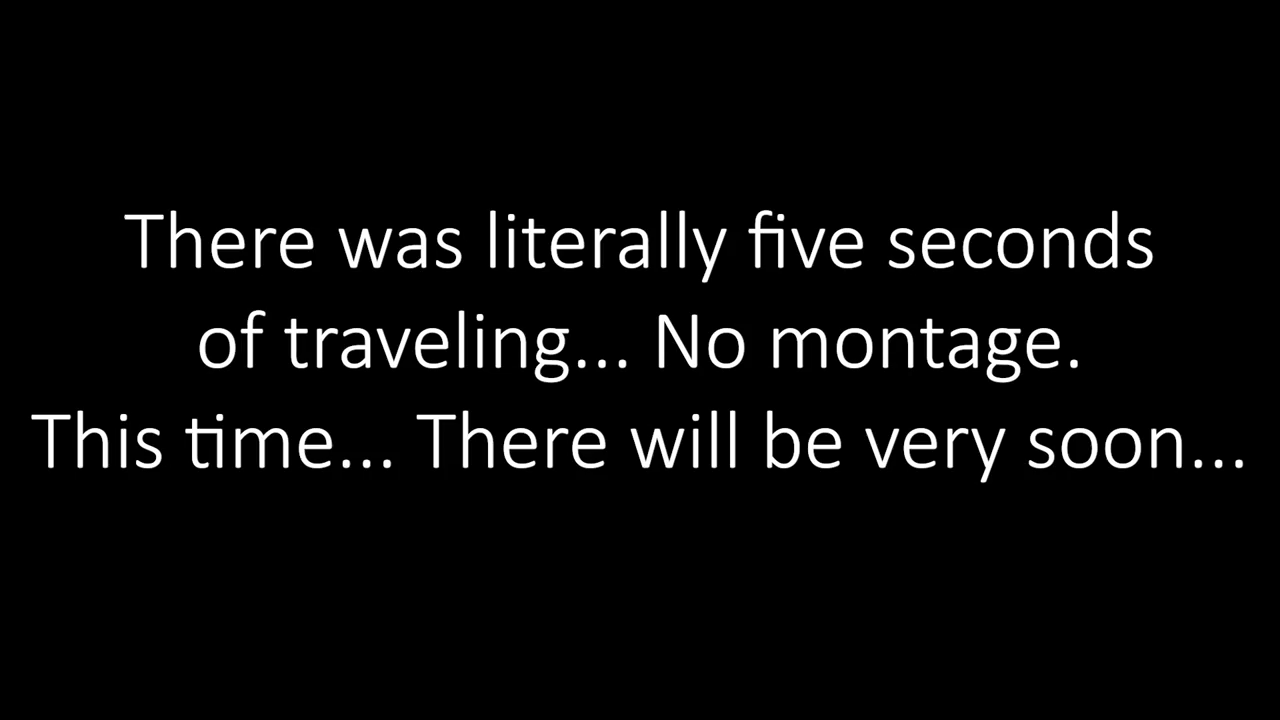 There was literally five seconds
of traveling... No montage.
This time... There will be very soon...